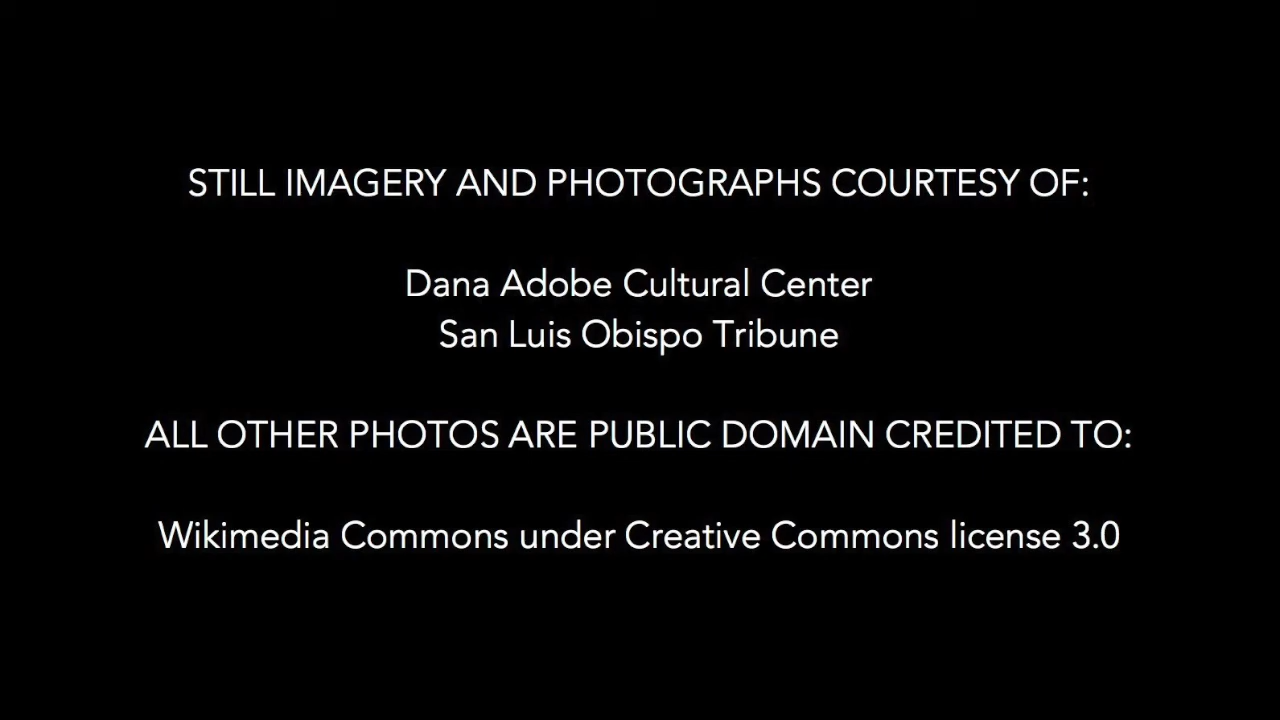 STILL IMAGERY AND PHOTOGRAPHS COURTESY OF:
Dana Adobe Cultural Center
San Luis Obispo Tribune
ALL OTHER PHOTOS ARE PUBLIC DOMAIN CREDITED TO:
Wikimedia Commons under Creative Commons license 3.0